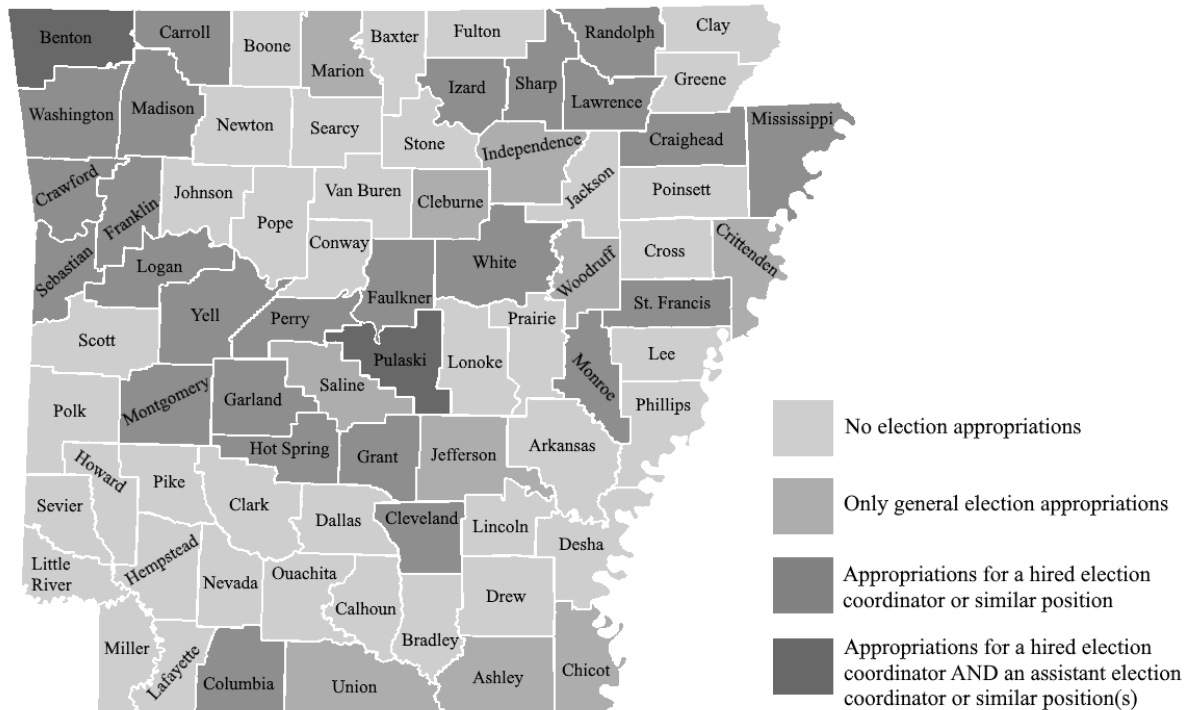 Benton
Carroll
Boone
Marion
Baxter
Fulton
Randolph
Clay
Izard
Sharp
Lawrence
Greene
Washington
Madison
Newton
Searcy
Stone
Independence
Craighead
Mississippi
Crawford
Franklin
Johnson
Pope
Van Buren
Cleburne
Jackson
Poinsett
Sebastian
Logan
Conway
White
Woodruff
Cross
Crittenden
Yell
Perry
Faulkner
Prairie
St. Francis
Scott
Pulaski
Lonoke
Monroe
Lee
Polk
Montgomery
Garland
Saline
Phillips
Hot Spring
Grant
Jefferson
Arkansas
Howard
Pike
Sevier
Clark
Dallas
Cleveland
Lincoln
Desha
Little
River
Hempstead
Nevada
Ouachita
Calhoun
Bradley
Drew
Miller
Lafayette
Columbia
Union
Ashley
Chicot
No election appropriations
Only general election appropriations
Appropriations for a hired election
coordinator or similar position
Appropriations for a hired election
coordinator AND an assistant election
coordinator or similar position(s)